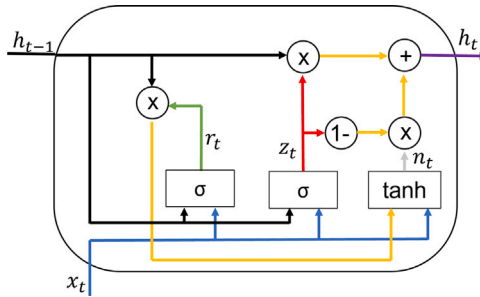 h_{t−1}
x
+
h_t
x
r_t
z_t
1-
x
n_t
σ
σ
tanh
x_t